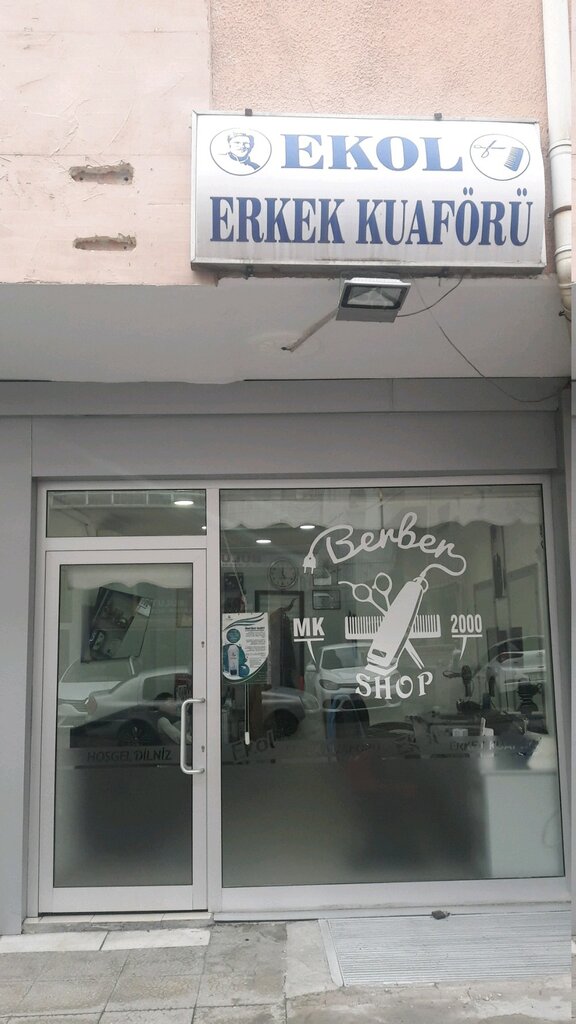 EKOL
ERKEK KUAFÖRÜ
Berber
MK
2000
SHOP
HOŞGELDİNİZ